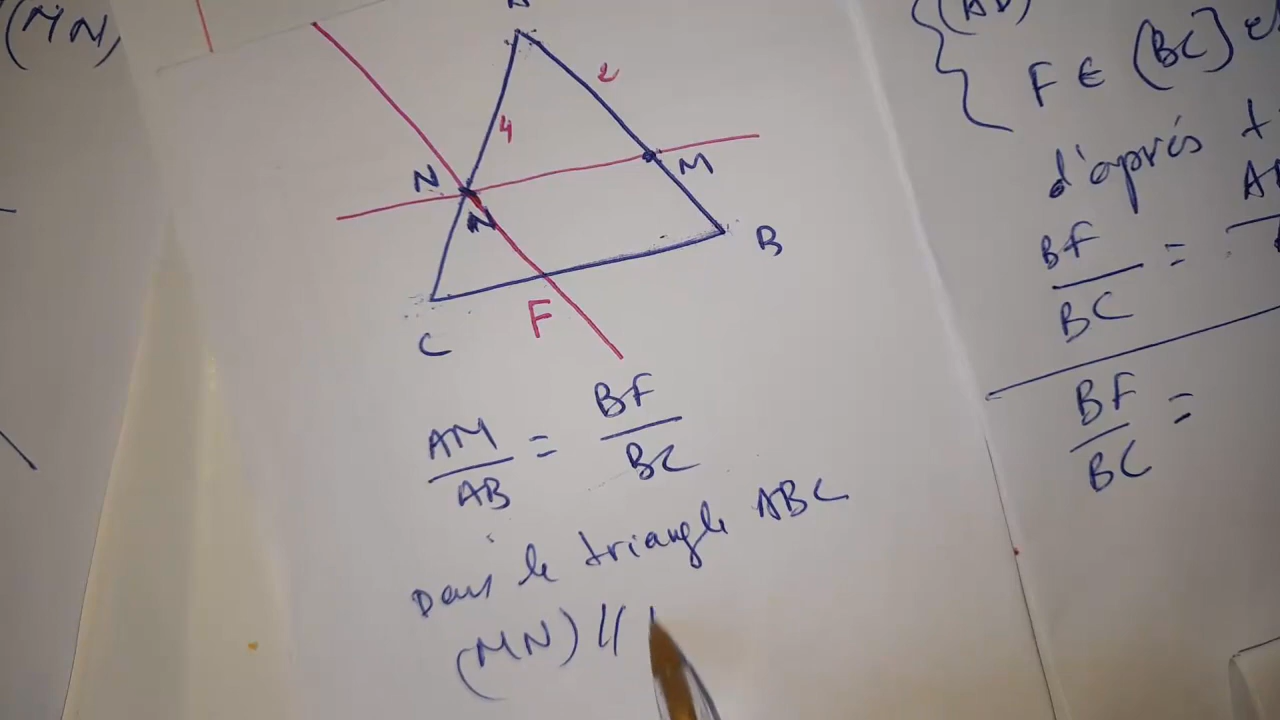 (MN)
2
4
N
M
N
B
F
C
AM/AB = BF/BC
Dans le triangle ABC
(MN) //
F ∈ (BC)
d'après
BF/BC =
BF/BC =